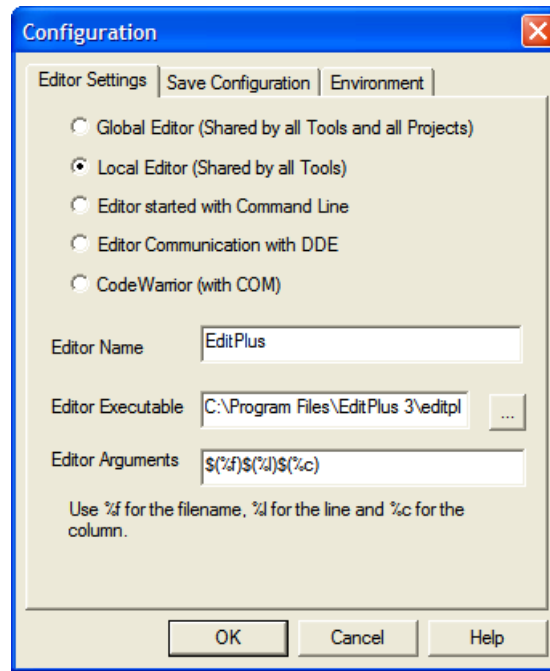 Configuration
Editor Settings Save Configuration Environment
Global Editor (Shared by all Tools and all Projects)
Local Editor (Shared by all Tools)
Editor started with Command Line
Editor Communication with DDE
CodeWarrior (with COM)
Editor Name EditPlus
Editor Executable C:\Program Files\EditPlus 3\editpl ...
Editor Arguments $(%f)$(%l)$(%c)
Use %f for the filename, %l for the line and %c for the
column.
OK Cancel Help